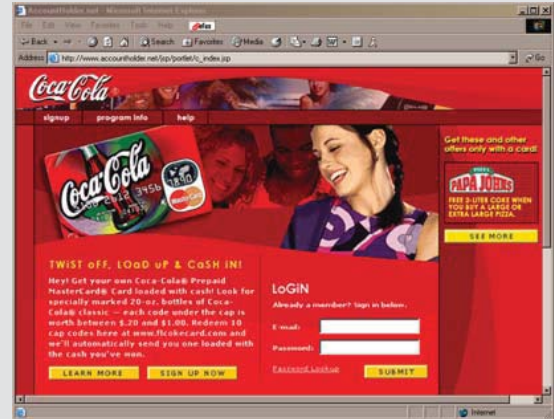 AccountHolder.net - Microsoft Internet Explorer
File Edit View Favorites Tools Help
Back Search Favorites Media
Address http://www.accountholder.net/jsp/portlet/c_index.jsp Go
Coca-Cola
signup program info help
Get these and other
offers only with a card!
Coca-Cola
MasterCard
PAPA JOHN'S
FREE 2-LITER COKE WHEN
YOU BUY A LARGE OR
EXTRA LARGE PIZZA.
SEE MORE
TWiST oFF, LOaD uP & CaSH iN!
Hey! Get your own Coca-Cola® Prepaid
MasterCard® Card loaded with cash! Look for
specially marked 20-oz. bottles of Coca-
Cola® classic — each code under the cap is
worth between $.20 and $1.00. Redeem 10
cap codes here at www.flcokecard.com and
we'll automatically send you one loaded with
the cash you've won.
LEARN MORE SIGN UP NOW
LoGiN
Already a member? Sign in below.
E-mail:
Password:
Password Lookup SUBMIT
Internet